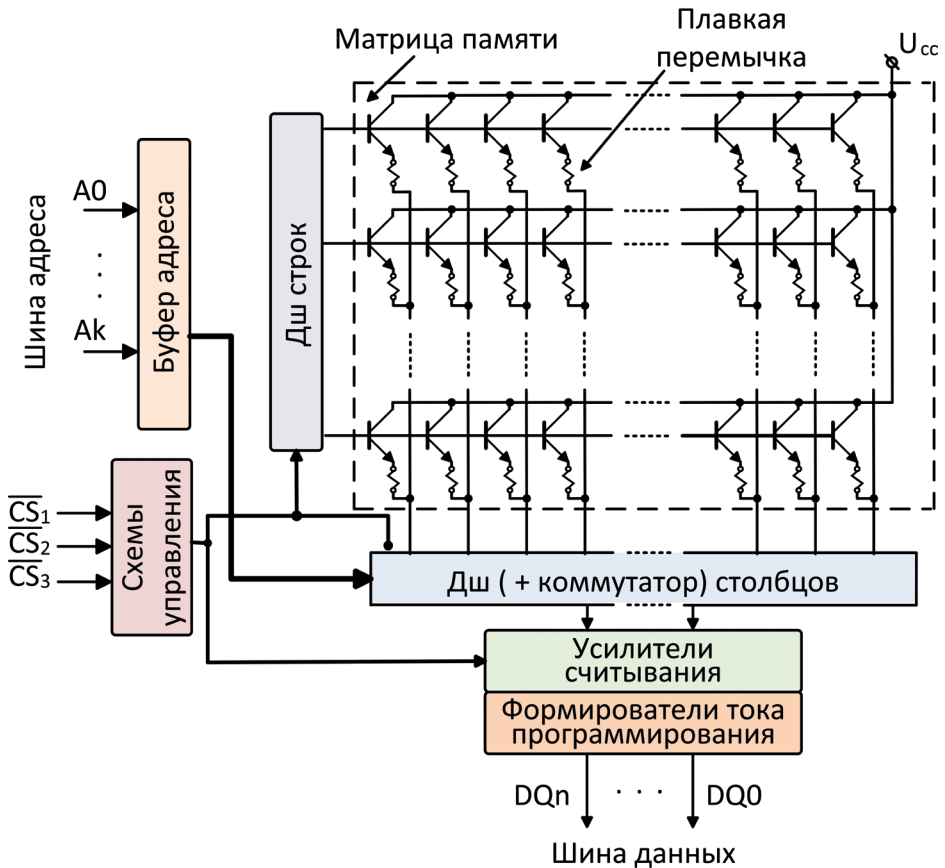 Матрица памяти
Плавкая
перемычка
Uсс
Шина адреса
A0
Ak
Буфер адреса
Дш строк
CS1
CS2
CS3
Схемы
управления
Дш ( + коммутатор) столбцов
Усилители
считывания
Формирователи тока
программирования
DQn
DQ0
Шина данных